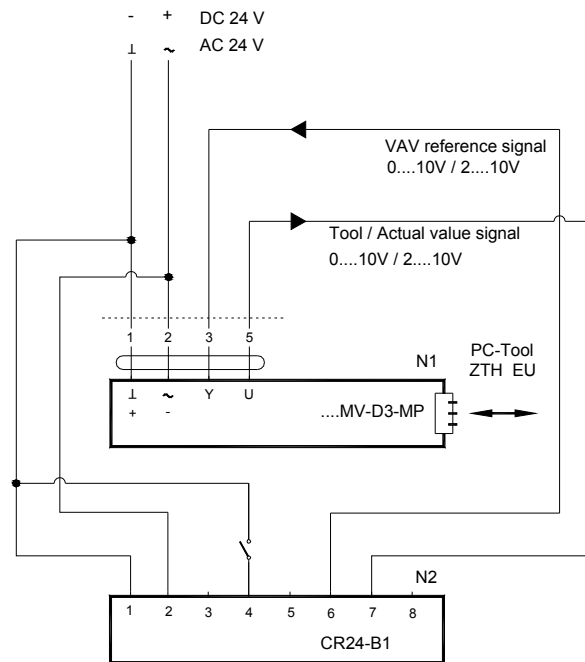 - + DC 24 V
⊥ ~ AC 24 V
VAV reference signal
0....10V / 2....10V
Tool / Actual value signal
0....10V / 2....10V
1 2 3 5
N1
PC-Tool
ZTH EU
⊥ ~ Y U
+ -
....MV-D3-MP
N2
1 2 3 4 5 6 7 8
CR24-B1